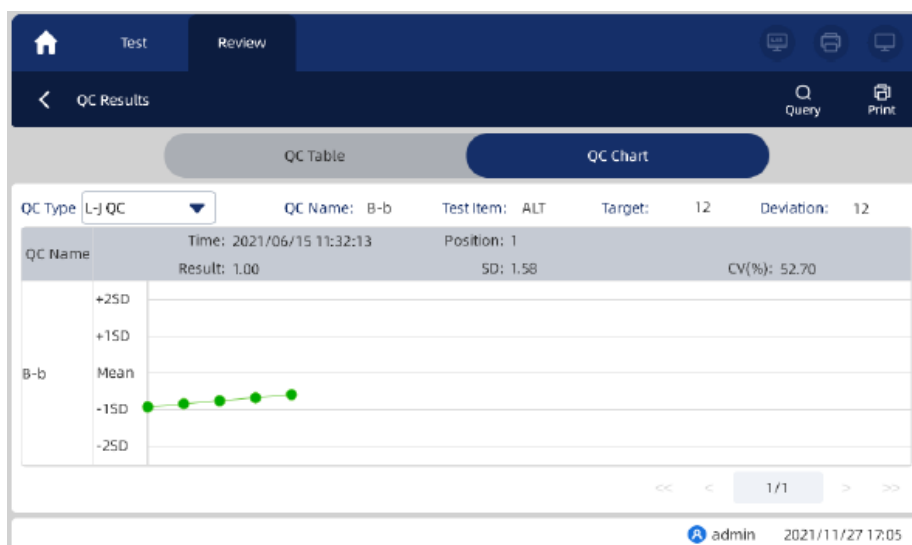 Test Review
QC Results Query Print
QC Table QC Chart
QC Type L-J QC QC Name: B-b Test Item: ALT Target: 12 Deviation: 12
QC Name Time: 2021/06/15 11:32:13 Position: 1
Result: 1.00 SD: 1.58 CV(%): 52.70
+2SD
+1SD
B-b Mean
-1SD
-2SD
<< < 1/1 > >>
admin 2021/11/27 17:05